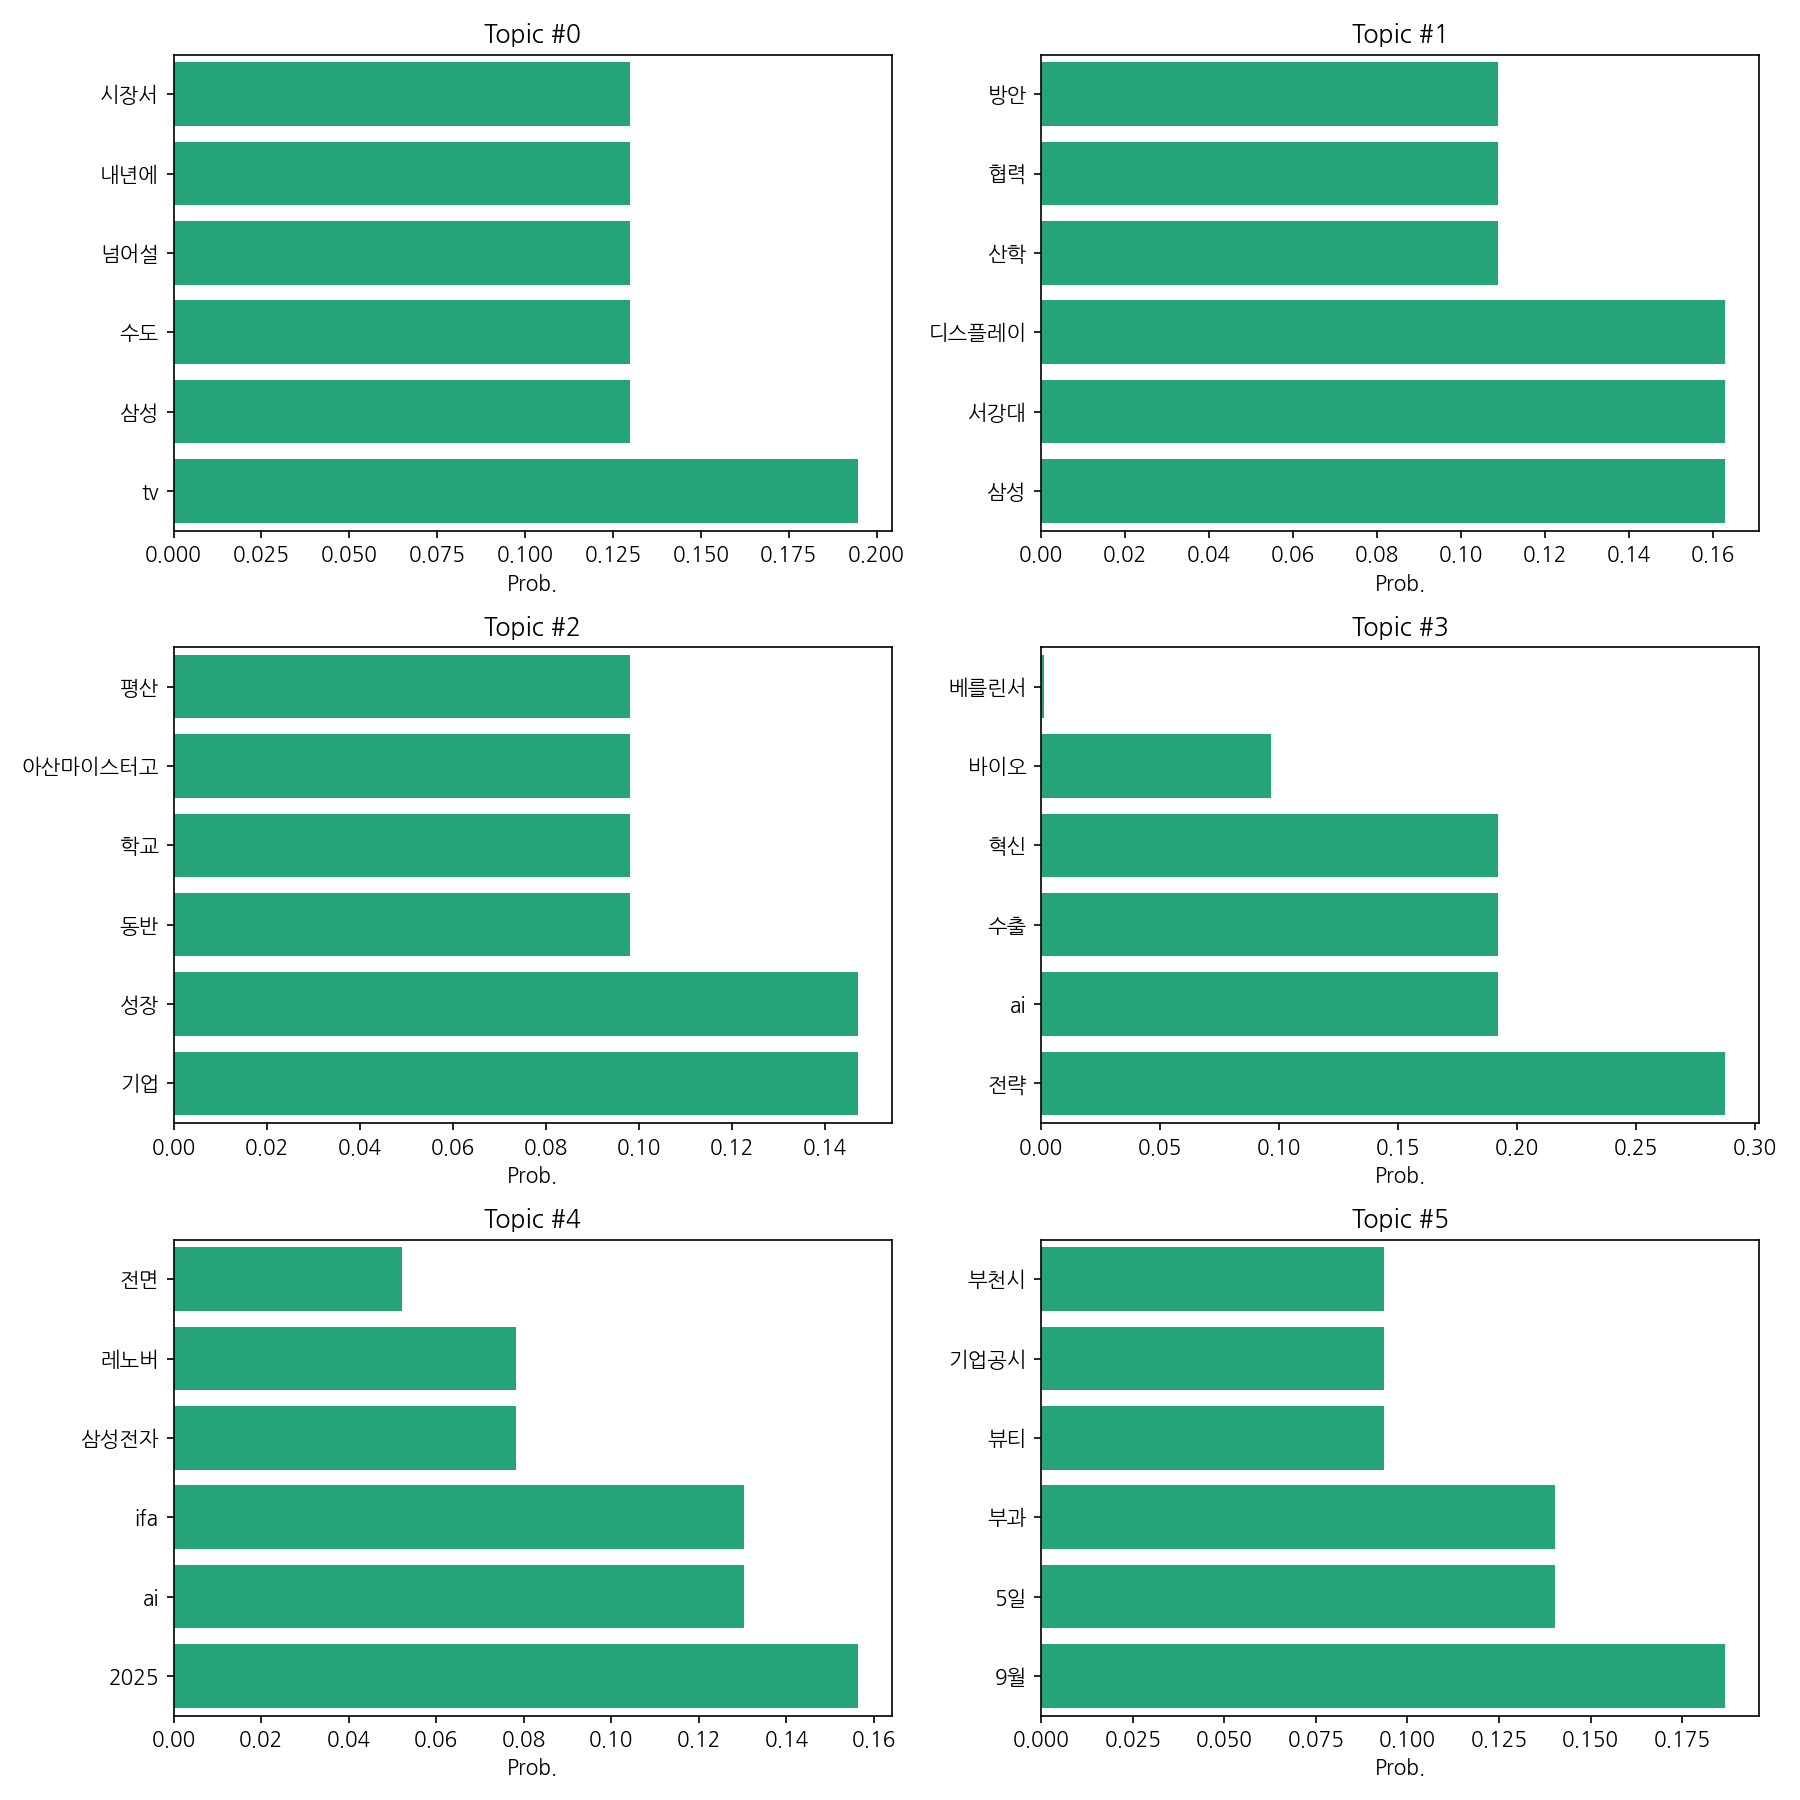 Topic #0
시장서
내년에
넘어설
수도
삼성
tv
0.000 0.025 0.050 0.075 0.100 0.125 0.150 0.175 0.200
Prob.
Topic #1
방안
협력
산학
디스플레이
서강대
삼성
0.00 0.02 0.04 0.06 0.08 0.10 0.12 0.14 0.16
Prob.
Topic #2
평산
아산마이스터고
학교
동반
성장
기업
0.00 0.02 0.04 0.06 0.08 0.10 0.12 0.14
Prob.
Topic #3
베를린서
바이오
혁신
수출
ai
전략
0.00 0.05 0.10 0.15 0.20 0.25 0.30
Prob.
Topic #4
전면
레노버
삼성전자
ifa
ai
2025
0.00 0.02 0.04 0.06 0.08 0.10 0.12 0.14 0.16
Prob.
Topic #5
부천시
기업공시
뷰티
부과
5일
9월
0.000 0.025 0.050 0.075 0.100 0.125 0.150 0.175
Prob.